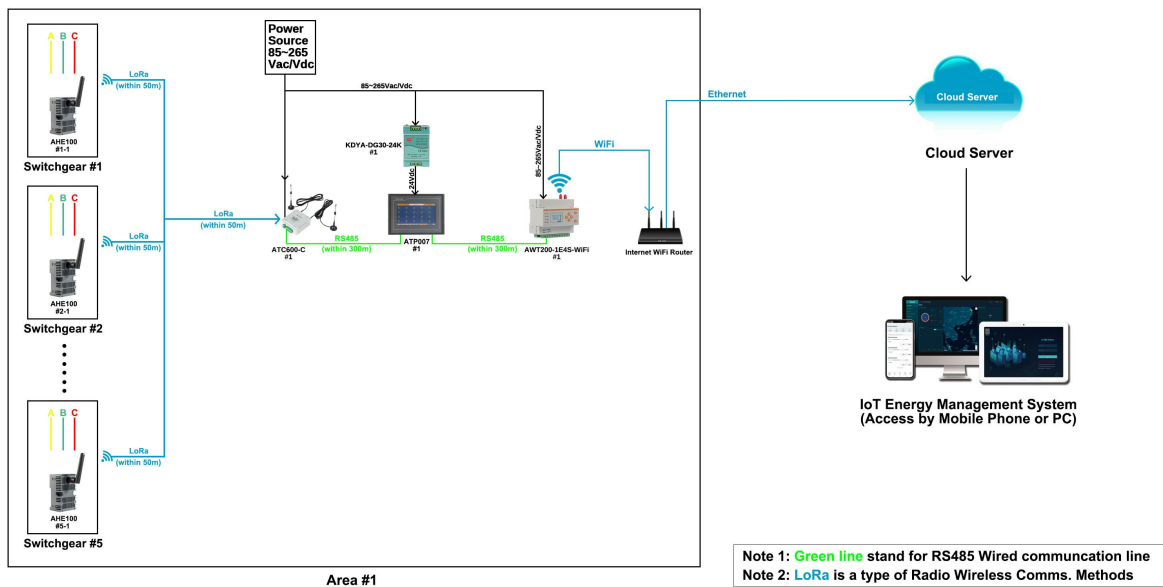 A B C
LoRa
(within 50m)
AHE100
#1-1
Switchgear #1
A B C
LoRa
(within 50m)
AHE100
#2-1
Switchgear #2
A B C
LoRa
(within 50m)
AHE100
#5-1
Switchgear #5
LoRa
(within 50m)
Power
Source
85~265
Vac/Vdc
85~265Vac/Vdc
KDYA-DG30-24K
#1
24Vdc
85~265Vac/Vdc
ATC600-C
#1
RS485
(within 300m)
ATP007
#1
RS485
(within 300m)
AWT200-1E4S-WiFi
#1
WiFi
Internet WiFi Router
Ethernet
Cloud Server
Cloud Server
IoT Energy Management System
(Access by Mobile Phone or PC)
Area #1
Note 1: Green line stand for RS485 Wired communcation line
Note 2: LoRa is a type of Radio Wireless Comms. Methods